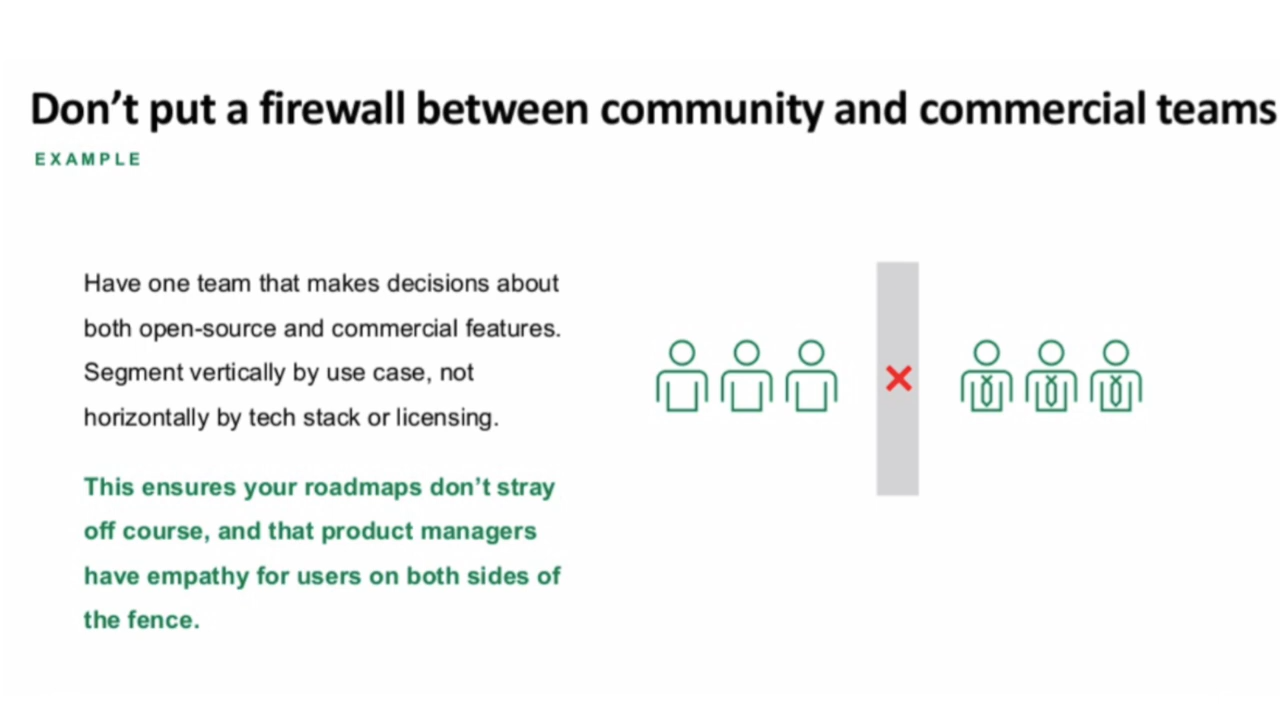 Don’t put a firewall between community and commercial teams
EXAMPLE
Have one team that makes decisions about
both open-source and commercial features.
Segment vertically by use case, not
horizontally by tech stack or licensing.
This ensures your roadmaps don’t stray
off course, and that product managers
have empathy for users on both sides of
the fence.